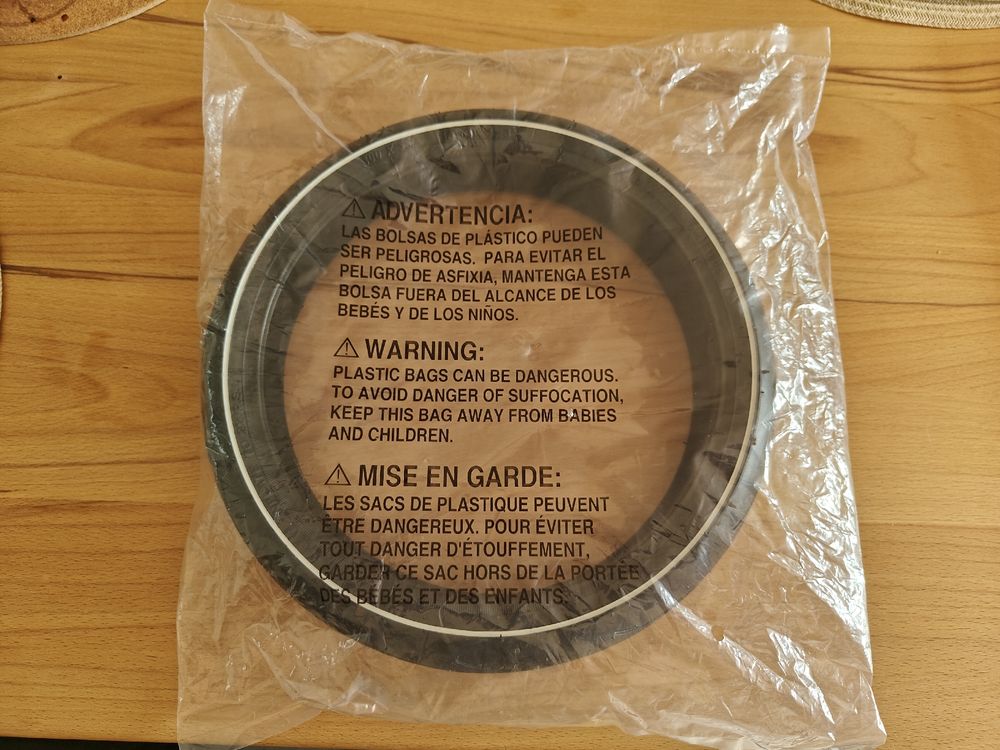 ⚠ ADVERTENCIA:
LAS BOLSAS DE PLÁSTICO PUEDEN
SER PELIGROSAS. PARA EVITAR EL
PELIGRO DE ASFIXIA, MANTENGA ESTA
BOLSA FUERA DEL ALCANCE DE LOS
BEBÉS Y DE LOS NIÑOS.
⚠ WARNING:
PLASTIC BAGS CAN BE DANGEROUS.
TO AVOID DANGER OF SUFFOCATION,
KEEP THIS BAG AWAY FROM BABIES
AND CHILDREN.
⚠ MISE EN GARDE:
LES SACS DE PLASTIQUE PEUVENT
ÊTRE DANGEREUX. POUR ÉVITER
TOUT DANGER D'ÉTOUFFEMENT,
GARDER CE SAC HORS DE LA PORTÉE
DES BÉBÉS ET DES ENFANTS.